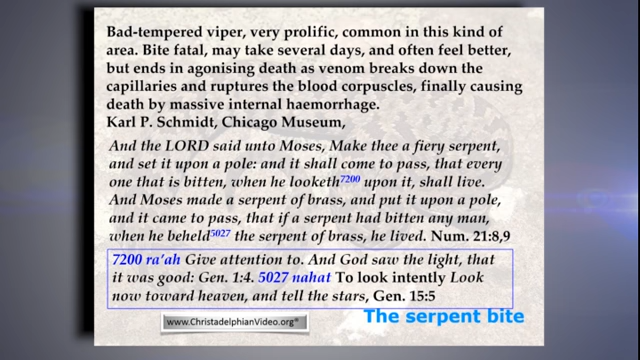 Bad-tempered viper, very prolific, common in this kind of
area. Bite fatal, may take several days, and often feel better,
but ends in agonising death as venom breaks down the
capillaries and ruptures the blood corpuscles, finally causing
death by massive internal haemorrhage.
Karl P. Schmidt, Chicago Museum,
And the LORD said unto Moses, Make thee a fiery serpent,
and set it upon a pole: and it shall come to pass, that every
one that is bitten, when he looketh7200 upon it, shall live.
And Moses made a serpent of brass, and put it upon a pole,
and it came to pass, that if a serpent had bitten any man,
when he beheld5027 the serpent of brass, he lived. Num. 21:8,9
7200 ra’ah Give attention to. And God saw the light, that
it was good: Gen. 1:4. 5027 nahat To look intently Look
now toward heaven, and tell the stars, Gen. 15:5
The serpent bite
www.ChristadelphianVideo.org®